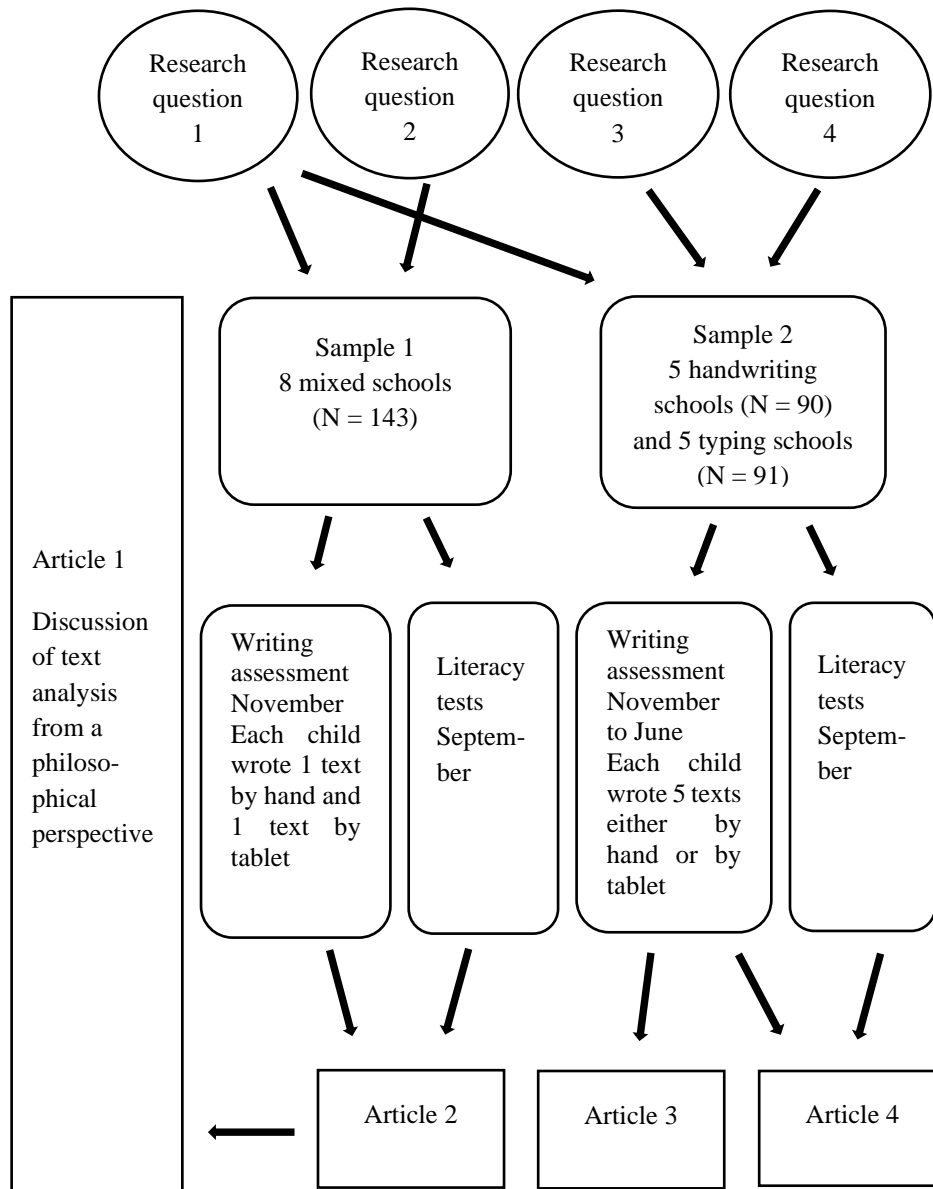 Research
question
1
Research
question
2
Research
question
3
Research
question
4
Sample 1
8 mixed schools
(N = 143)
Sample 2
5 handwriting
schools (N = 90)
and 5 typing schools
(N = 91)
Article 1
Discussion
of text
analysis
from a
philoso-
phical
perspective
Writing
assessment
November
Each child
wrote 1 text
by hand and
1 text by
tablet
Literacy
tests
Septem-
ber
Writing
assessment
November
to June
Each child
wrote 5 texts
either by
hand or by
tablet
Literacy
tests
Septem-
ber
Article 2
Article 3
Article 4